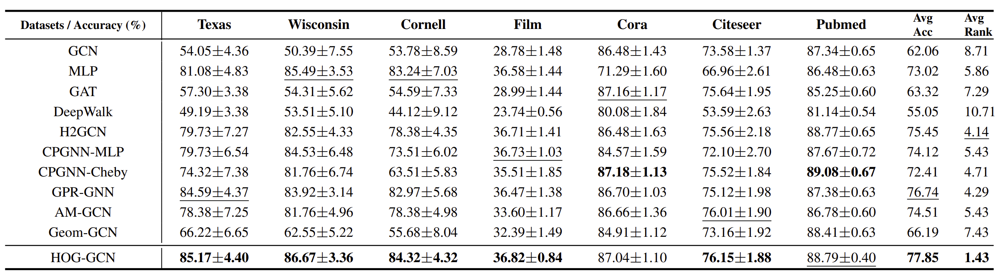 Datasets / Accuracy (%) Texas Wisconsin Cornell Film Cora Citeseer Pubmed Avg Acc Avg Rank
GCN 54.05±4.36 50.39±7.55 53.78±8.59 28.78±1.48 86.48±1.43 73.58±1.37 87.34±0.65 62.06 8.71
MLP 81.08±4.83 85.49±3.53 83.24±7.03 36.58±1.44 71.29±1.60 66.96±2.61 86.48±0.63 73.02 5.86
GAT 57.30±3.38 54.31±5.62 54.59±7.33 28.99±1.44 87.16±1.17 75.64±1.95 85.25±0.60 63.32 7.29
DeepWalk 49.19±3.38 53.51±5.10 44.12±9.12 23.74±0.56 80.08±1.84 53.59±2.63 81.14±0.54 55.05 10.71
H2GCN 79.73±7.27 82.55±4.33 78.38±4.35 36.71±1.41 86.48±1.63 75.56±2.18 88.77±0.65 75.45 4.14
CPGNN-MLP 79.73±6.54 84.53±6.48 73.51±6.02 36.73±1.03 84.57±1.59 72.10±2.70 87.67±0.72 74.12 5.43
CPGNN-Cheby 74.32±7.38 81.76±6.74 63.51±5.83 35.51±1.85 87.18±1.13 75.52±1.84 89.08±0.67 72.41 4.71
GPR-GNN 84.59±4.37 83.92±3.14 82.97±5.68 36.47±1.38 86.70±1.03 75.12±1.98 87.38±0.63 76.74 4.29
AM-GCN 78.38±7.25 81.76±4.96 78.38±4.98 33.60±1.17 86.66±1.36 76.01±1.90 86.78±0.60 74.51 5.43
Geom-GCN 66.22±6.65 62.55±5.22 55.68±8.04 32.39±1.49 84.91±1.12 73.16±1.92 88.41±0.63 66.19 7.43
HOG-GCN 85.17±4.40 86.67±3.36 84.32±4.32 36.82±0.84 87.04±1.10 76.15±1.88 88.79±0.40 77.85 1.43